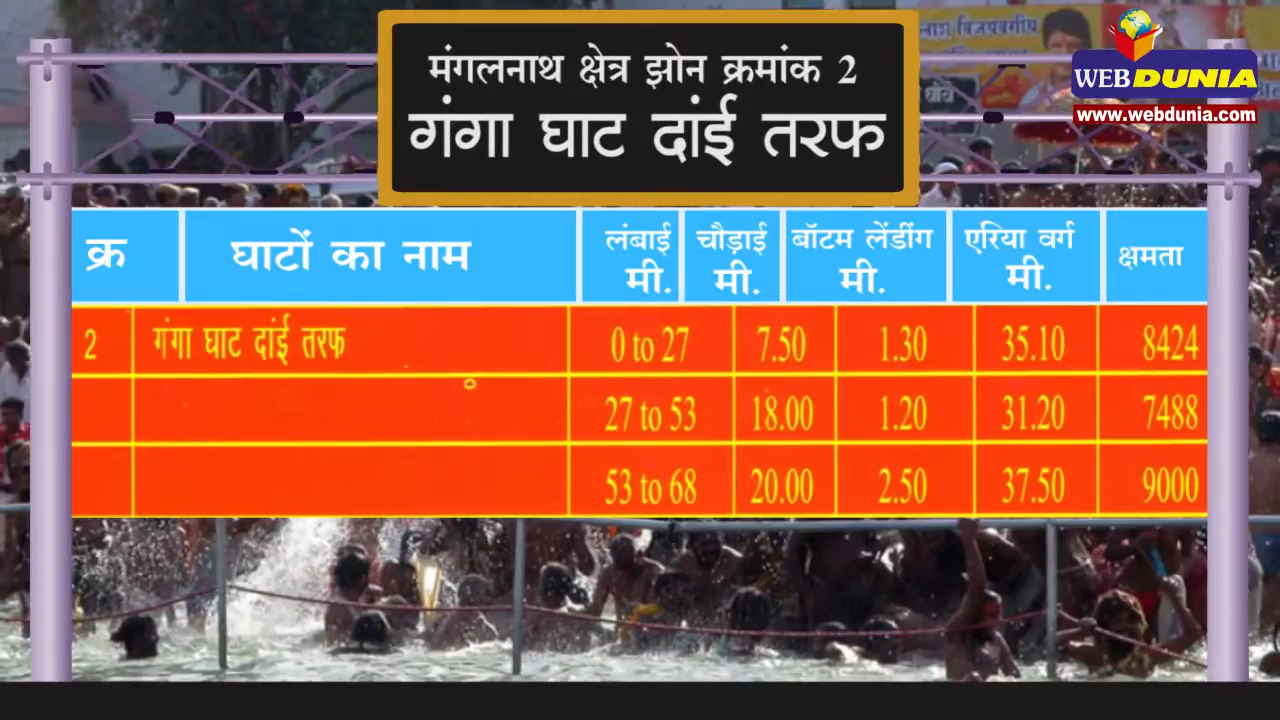 मंगलनाथ क्षेत्र झोन क्रमांक 2
गंगा घाट दांई तरफ
WEBDUNIA
www.webdunia.com
क्र घाटों का नाम लंबाई मी. चौड़ाई मी. बॉटम लेंडींग मी. एरिया वर्ग मी. क्षमता
2 गंगा घाट दांई तरफ 0 to 27 7.50 1.30 35.10 8424
27 to 53 18.00 1.20 31.20 7488
53 to 68 20.00 2.50 37.50 9000